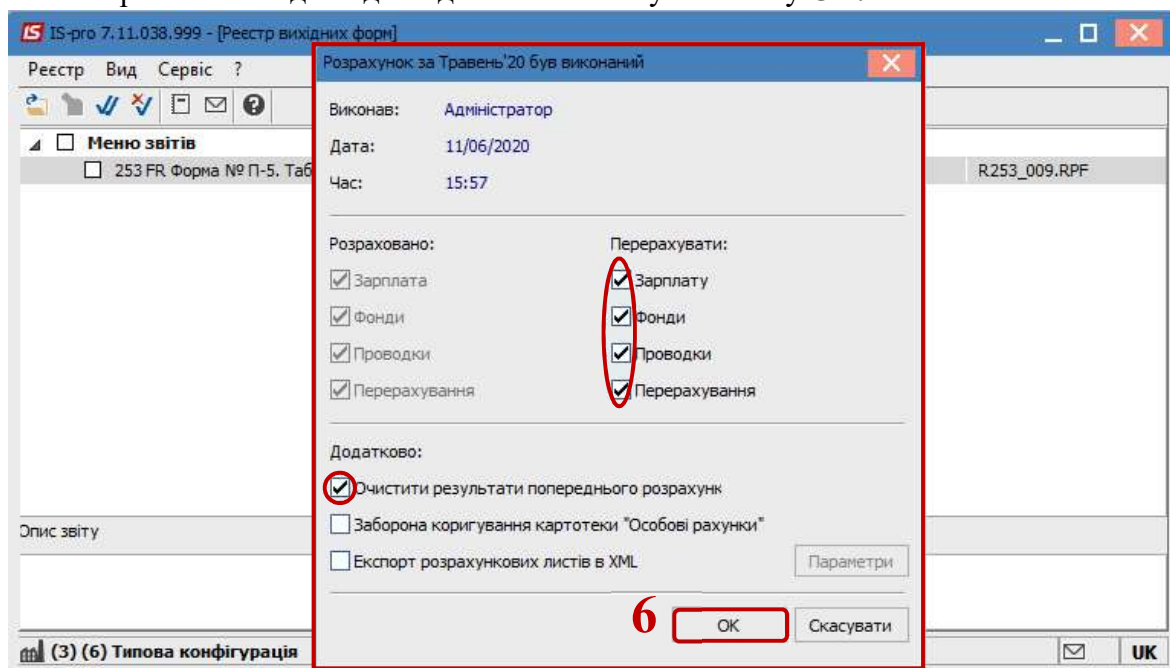 IS-pro 7.11.038.999 - [Реєстр вихідних форм]
Реєстр Вид Сервіс ?
Меню звітів
253 FR Форма № П-5. Таб
R253_009.RPF
Розрахунок за Травень'20 був виконаний
Виконав: Адміністратор
Дата: 11/06/2020
Час: 15:57
Розраховано: Перерахувати:
Зарплата Зарплату
Фонди Фонди
Проводки Проводки
Перерахування Перерахування
Додатково:
Очистити результати попереднього розрахунк
Заборона коригування картотеки "Особові рахунки"
Експорт розрахункових листів в XML Параметри
6 OK Скасувати
Опис звіту
(3) (6) Типова конфігурація UK